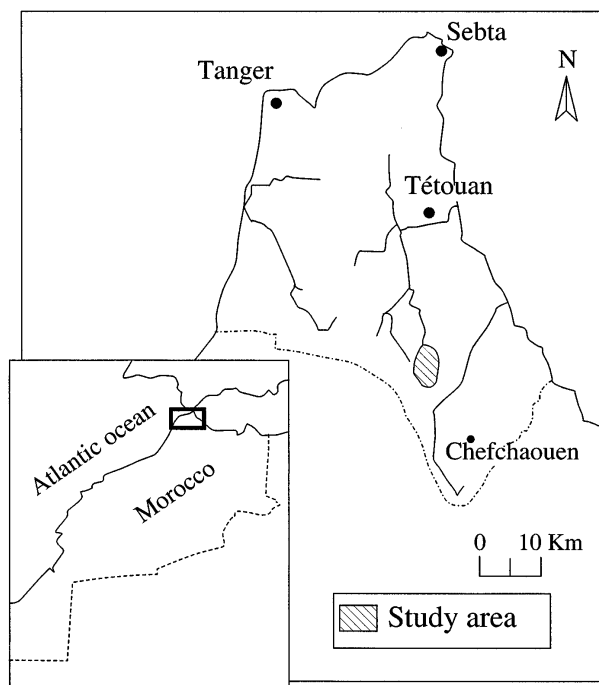 Sebta
Tanger
N
Tétouan
Atlantic ocean
Morocco
Chefchaouen
0 10 Km
Study area